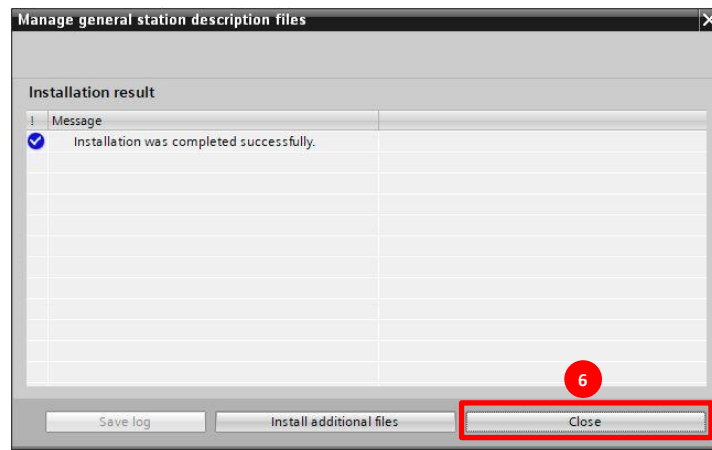 Manage general station description files
Installation result
! Message
Installation was completed successfully.
6
Save log Install additional files Close